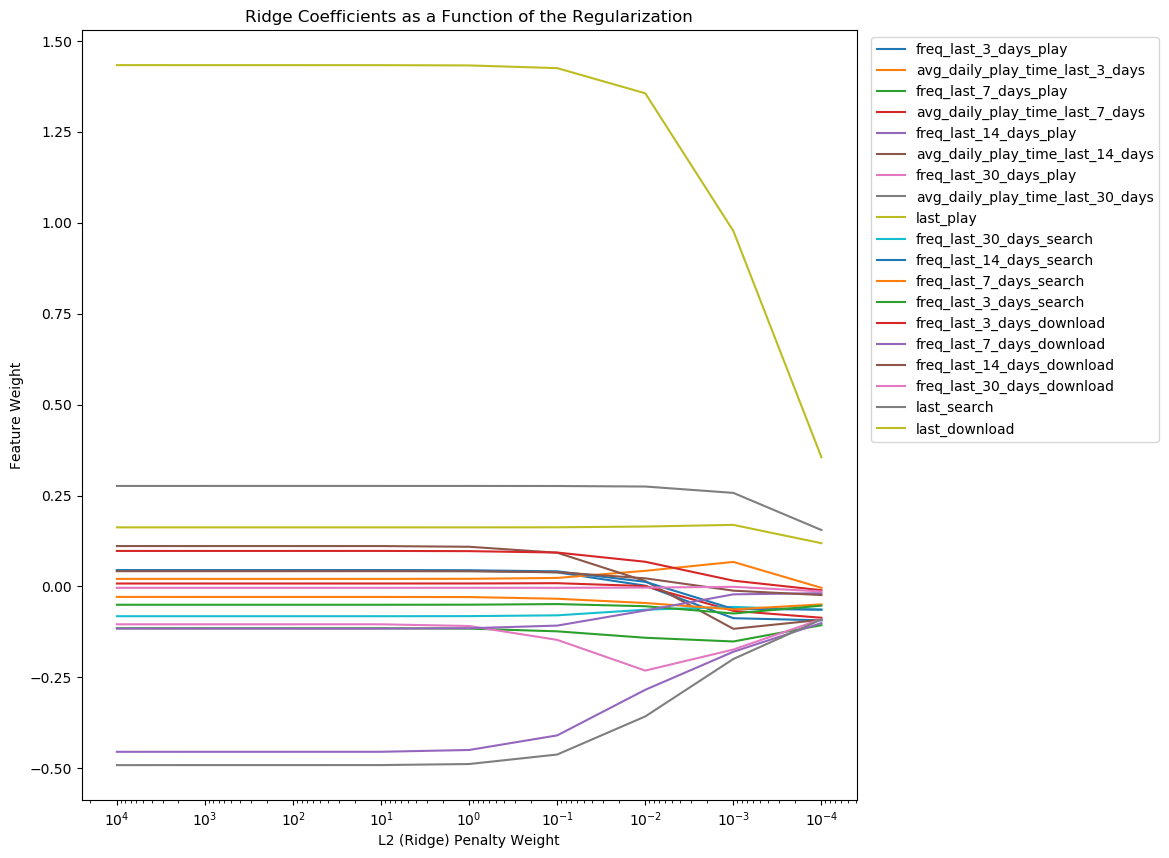 Ridge Coefficients as a Function of the Regularization
1.50
1.25
1.00
0.75
0.50
0.25
0.00
−0.25
−0.50
Feature Weight
10^4
10^3
10^2
10^1
10^0
10^−1
10^−2
10^−3
10^−4
L2 (Ridge) Penalty Weight
freq_last_3_days_play
avg_daily_play_time_last_3_days
freq_last_7_days_play
avg_daily_play_time_last_7_days
freq_last_14_days_play
avg_daily_play_time_last_14_days
freq_last_30_days_play
avg_daily_play_time_last_30_days
last_play
freq_last_30_days_search
freq_last_14_days_search
freq_last_7_days_search
freq_last_3_days_search
freq_last_3_days_download
freq_last_7_days_download
freq_last_14_days_download
freq_last_30_days_download
last_search
last_download